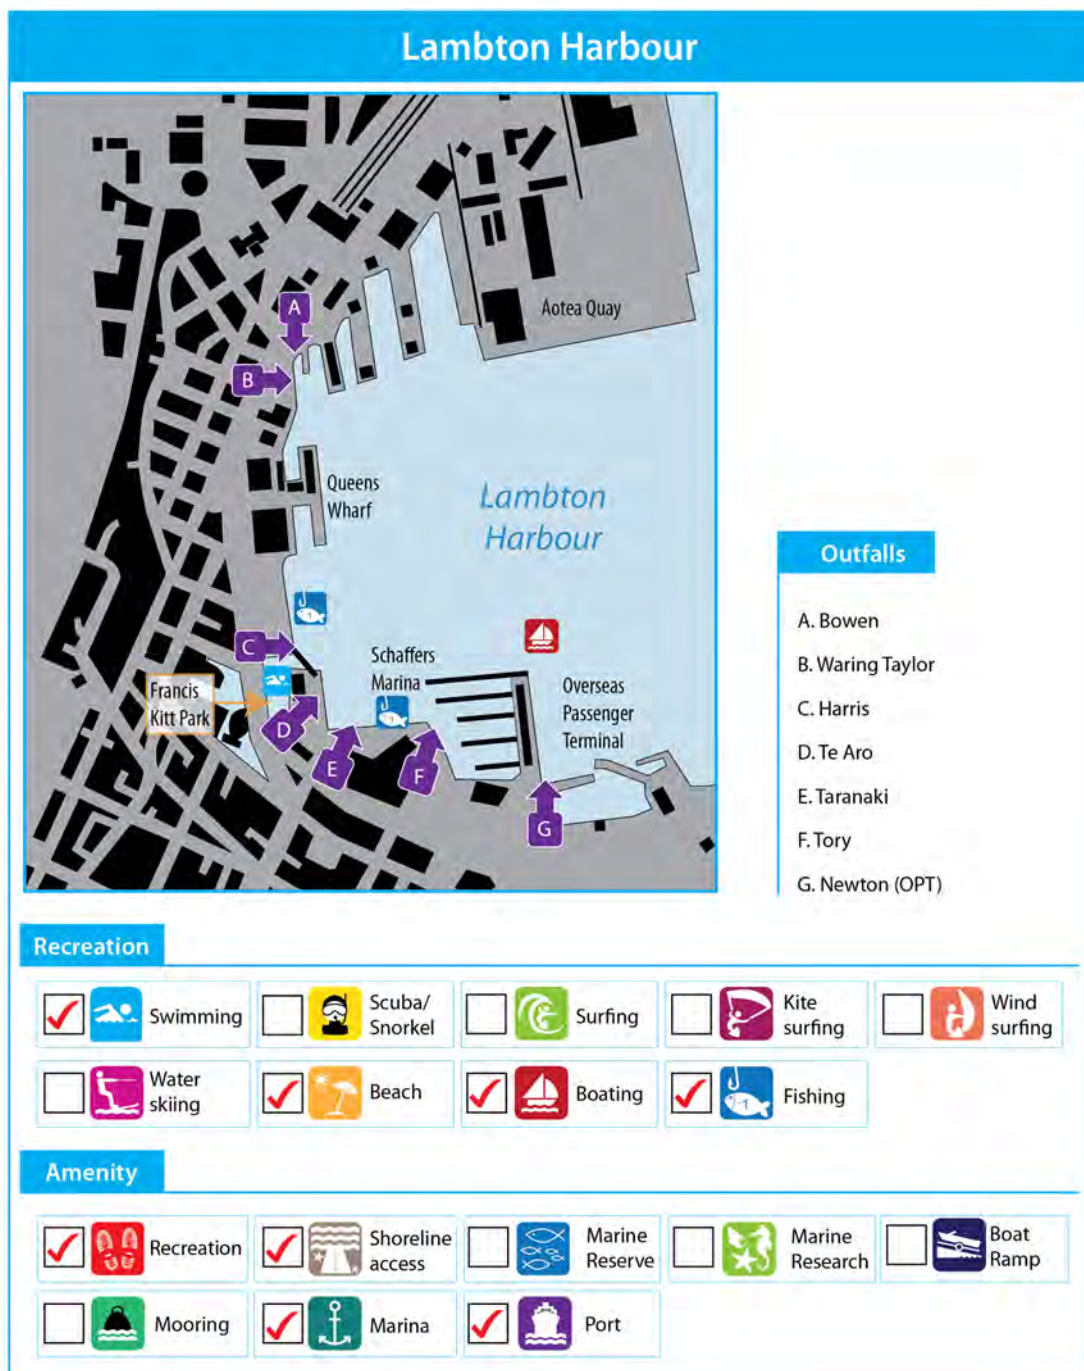 Lambton Harbour
A
Aotea Quay
B
Queens
Wharf
Lambton
Harbour
C
Schaffers
Marina
Francis
Kitt Park
Overseas
Passenger
Terminal
D
E
F
G
Outfalls
A. Bowen
B. Waring Taylor
C. Harris
D. Te Aro
E. Taranaki
F. Tory
G. Newton (OPT)
Recreation
Swimming
Scuba/
Snorkel
Surfing
Kite
surfing
Wind
surfing
Water
skiing
Beach
Boating
Fishing
Amenity
Recreation
Shoreline
access
Marine
Reserve
Marine
Research
Boat
Ramp
Mooring
Marina
Port